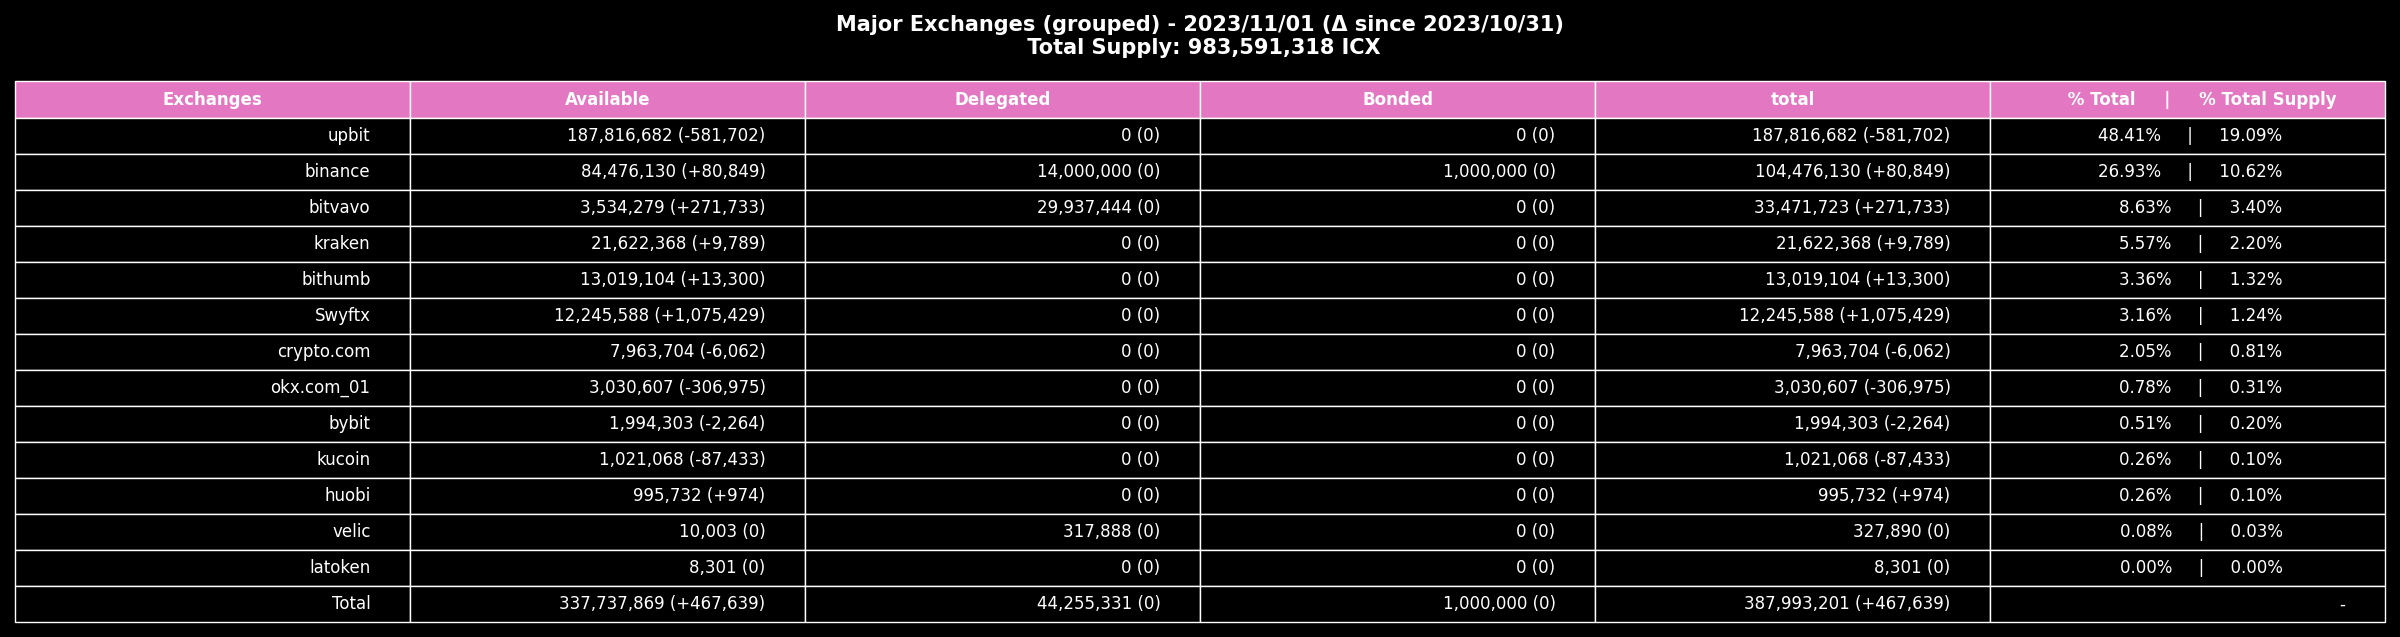 Major Exchanges (grouped) - 2023/11/01 (Δ since 2023/10/31)
Total Supply: 983,591,318 ICX
Exchanges Available Delegated Bonded total % Total | % Total Supply
upbit 187,816,682 (-581,702) 0 (0) 0 (0) 187,816,682 (-581,702) 48.41% | 19.09%
binance 84,476,130 (+80,849) 14,000,000 (0) 1,000,000 (0) 104,476,130 (+80,849) 26.93% | 10.62%
bitvavo 3,534,279 (+271,733) 29,937,444 (0) 0 (0) 33,471,723 (+271,733) 8.63% | 3.40%
kraken 21,622,368 (+9,789) 0 (0) 0 (0) 21,622,368 (+9,789) 5.57% | 2.20%
bithumb 13,019,104 (+13,300) 0 (0) 0 (0) 13,019,104 (+13,300) 3.36% | 1.32%
Swyftx 12,245,588 (+1,075,429) 0 (0) 0 (0) 12,245,588 (+1,075,429) 3.16% | 1.24%
crypto.com 7,963,704 (-6,062) 0 (0) 0 (0) 7,963,704 (-6,062) 2.05% | 0.81%
okx.com_01 3,030,607 (-306,975) 0 (0) 0 (0) 3,030,607 (-306,975) 0.78% | 0.31%
bybit 1,994,303 (-2,264) 0 (0) 0 (0) 1,994,303 (-2,264) 0.51% | 0.20%
kucoin 1,021,068 (-87,433) 0 (0) 0 (0) 1,021,068 (-87,433) 0.26% | 0.10%
huobi 995,732 (+974) 0 (0) 0 (0) 995,732 (+974) 0.26% | 0.10%
velic 10,003 (0) 317,888 (0) 0 (0) 327,890 (0) 0.08% | 0.03%
latoken 8,301 (0) 0 (0) 0 (0) 8,301 (0) 0.00% | 0.00%
Total 337,737,869 (+467,639) 44,255,331 (0) 1,000,000 (0) 387,993,201 (+467,639) -